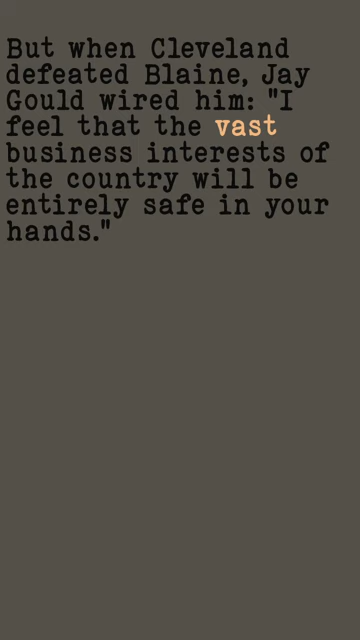 But when Cleveland
defeated Blaine, Jay
Gould wired him: "I
feel that the vast
business interests of
the country will be
entirely safe in your
hands."